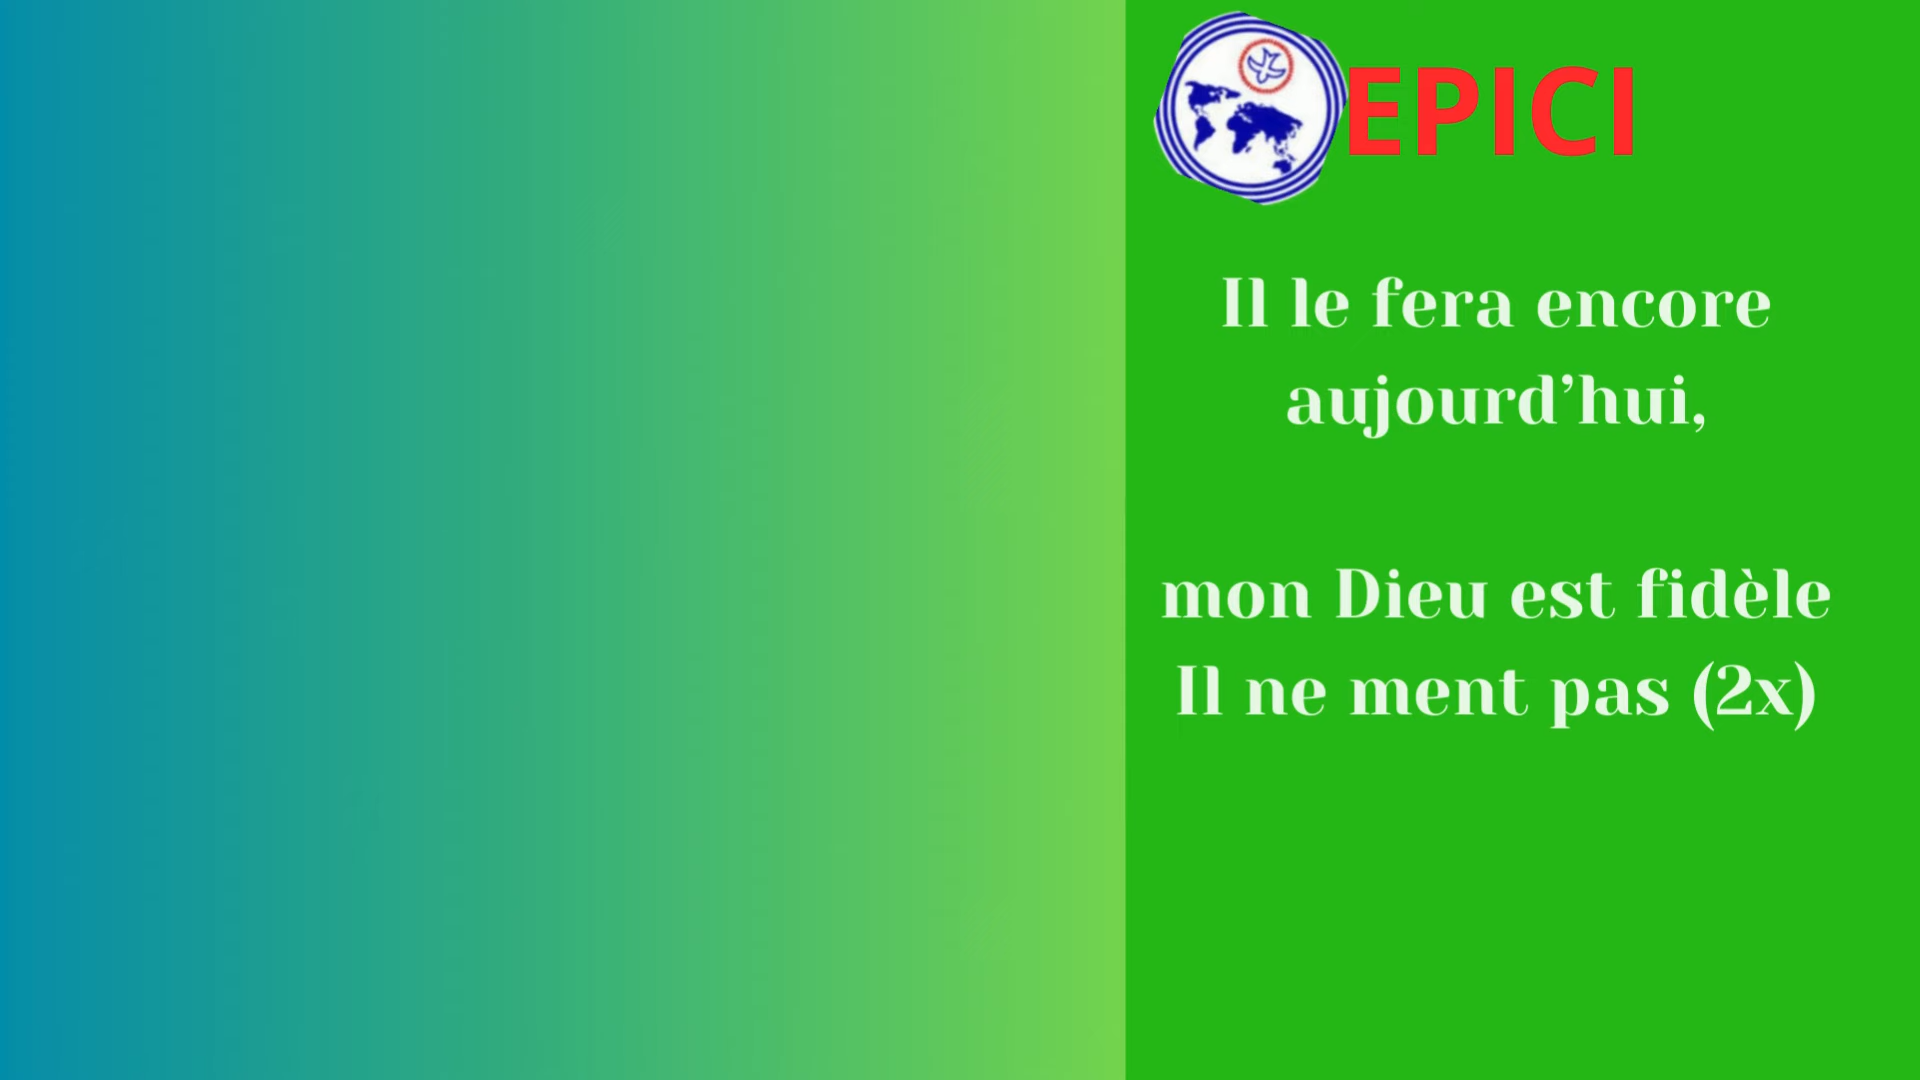 EPICI
Il le fera encore
aujourd’hui,
mon Dieu est fidèle
Il ne ment pas (2x)